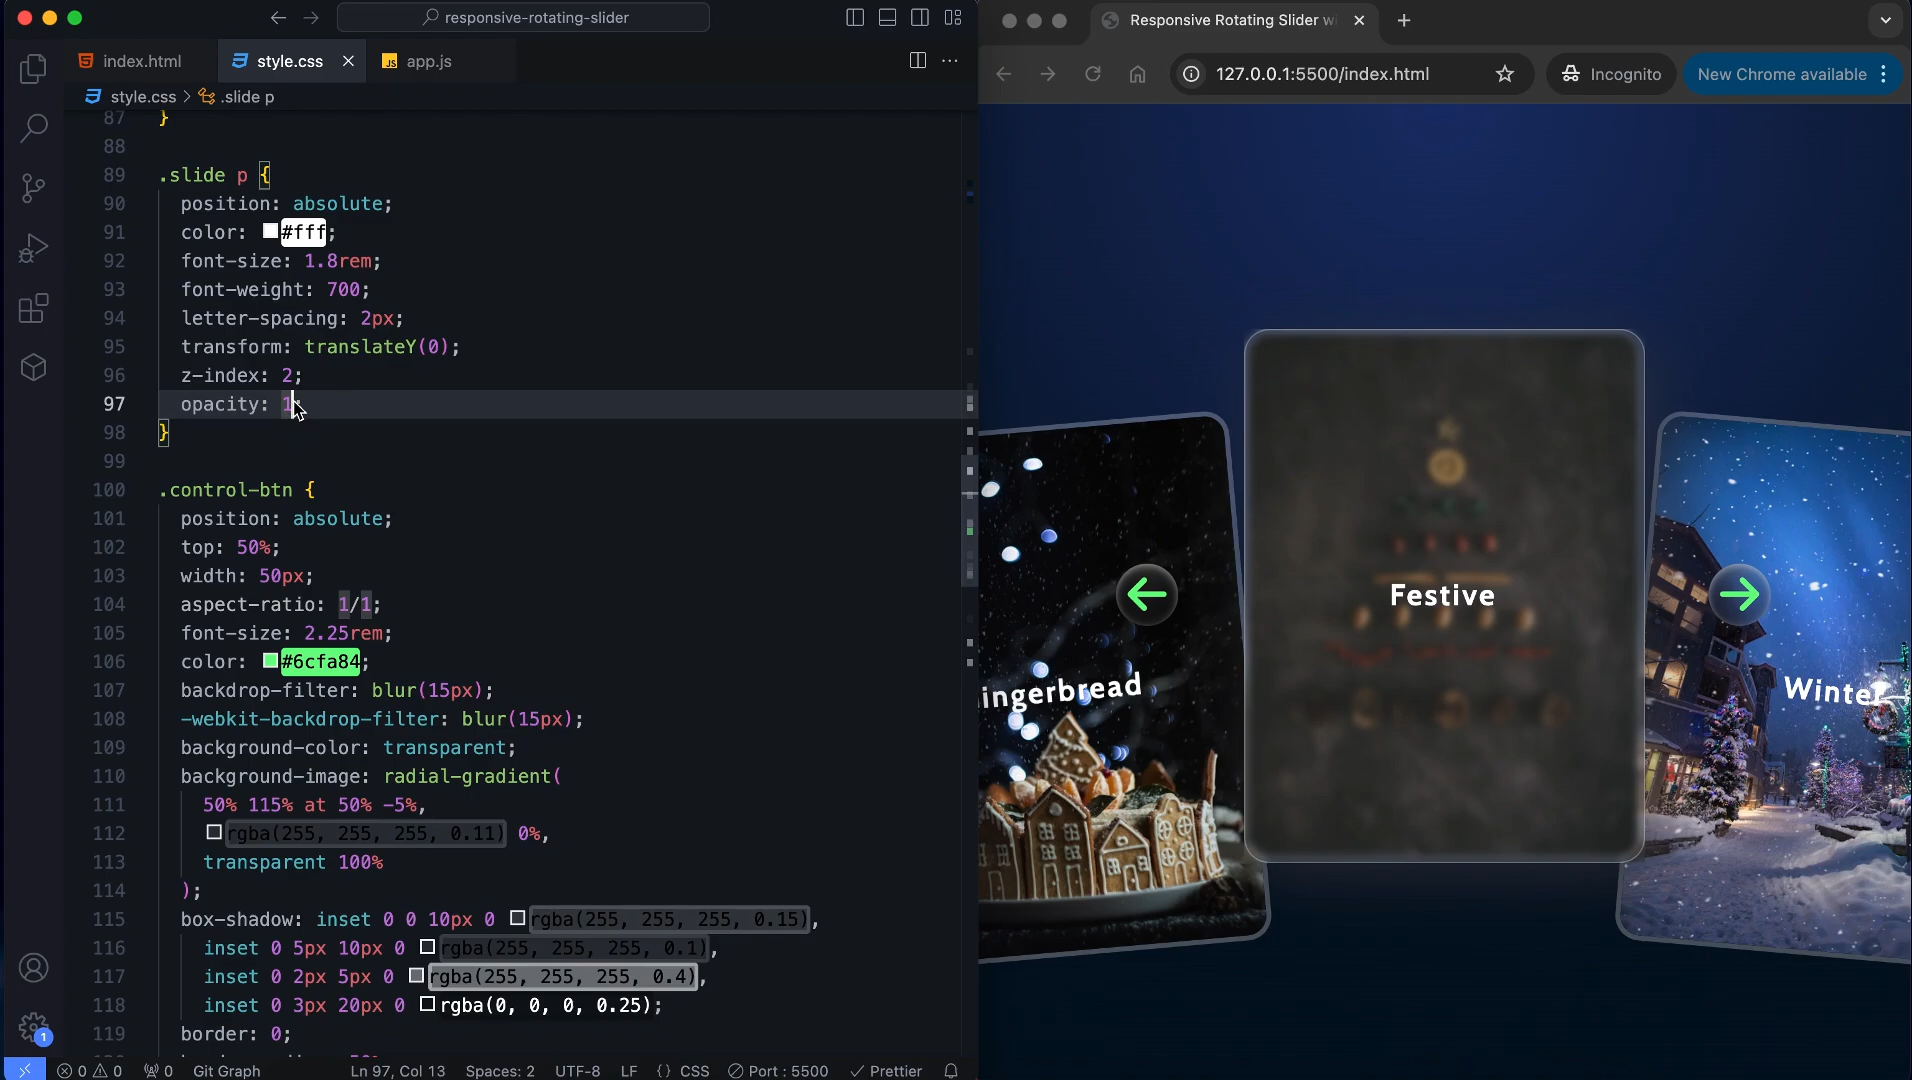 responsive-rotating-slider
index.html
style.css
JS app.js
style.css > .slide p
87 }
88
89 .slide p {
90 position: absolute;
91 color: #fff;
92 font-size: 1.8rem;
93 font-weight: 700;
94 letter-spacing: 2px;
95 transform: translateY(0);
96 z-index: 2;
97 opacity: 1;
98 }
99
100 .control-btn {
101 position: absolute;
102 top: 50%;
103 width: 50px;
104 aspect-ratio: 1/1;
105 font-size: 2.25rem;
106 color: #6cfa84;
107 backdrop-filter: blur(15px);
108 -webkit-backdrop-filter: blur(15px);
109 background-color: transparent;
110 background-image: radial-gradient(
111 50% 115% at 50% -5%,
112 rgba(255, 255, 255, 0.11) 0%,
113 transparent 100%
114 );
115 box-shadow: inset 0 0 10px 0 rgba(255, 255, 255, 0.15),
116 inset 0 5px 10px 0 rgba(255, 255, 255, 0.1),
117 inset 0 2px 5px 0 rgba(255, 255, 255, 0.4),
118 inset 0 3px 20px 0 rgba(0, 0, 0, 0.25);
119 border: 0;
1
0 0 0 Git Graph Ln 97, Col 13 Spaces: 2 UTF-8 LF {} CSS Port : 5500 Prettier
Responsive Rotating Slider
127.0.0.1:5500/index.html
Incognito
New Chrome available
Festive
ingerbread
Winter